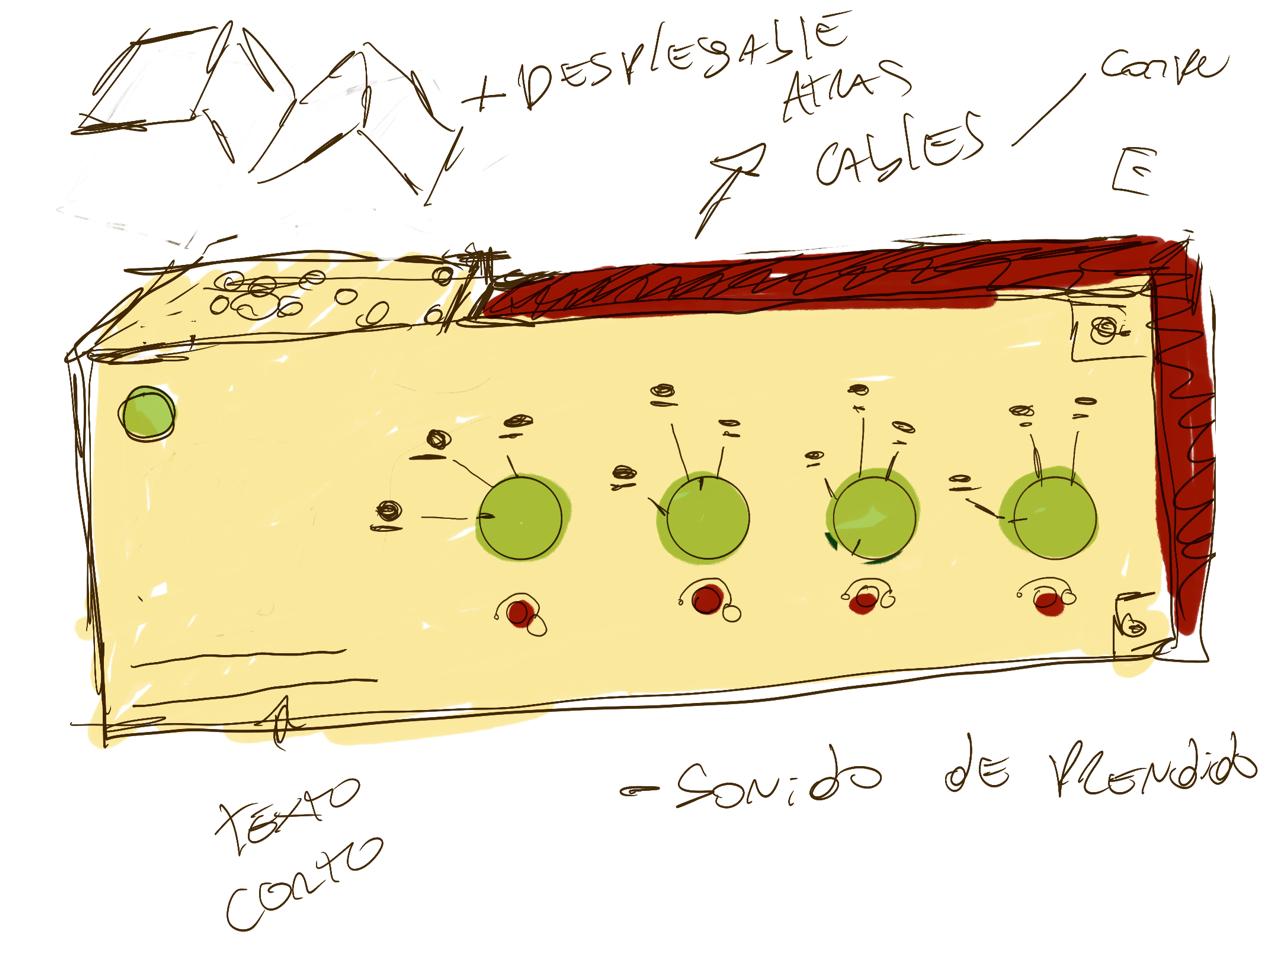 + DESPLEGABLE
ATRAS
CABLES
E
TEXTO
CORTO
- SONIDO DE PRENDIDO